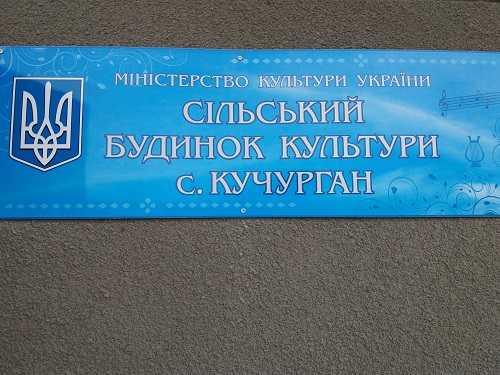 МІНІСТЕРСТВО КУЛЬТУРИ УКРАЇНИ
СІЛЬСЬКИЙ
БУДИНОК КУЛЬТУРИ
С. КУЧУРГАН